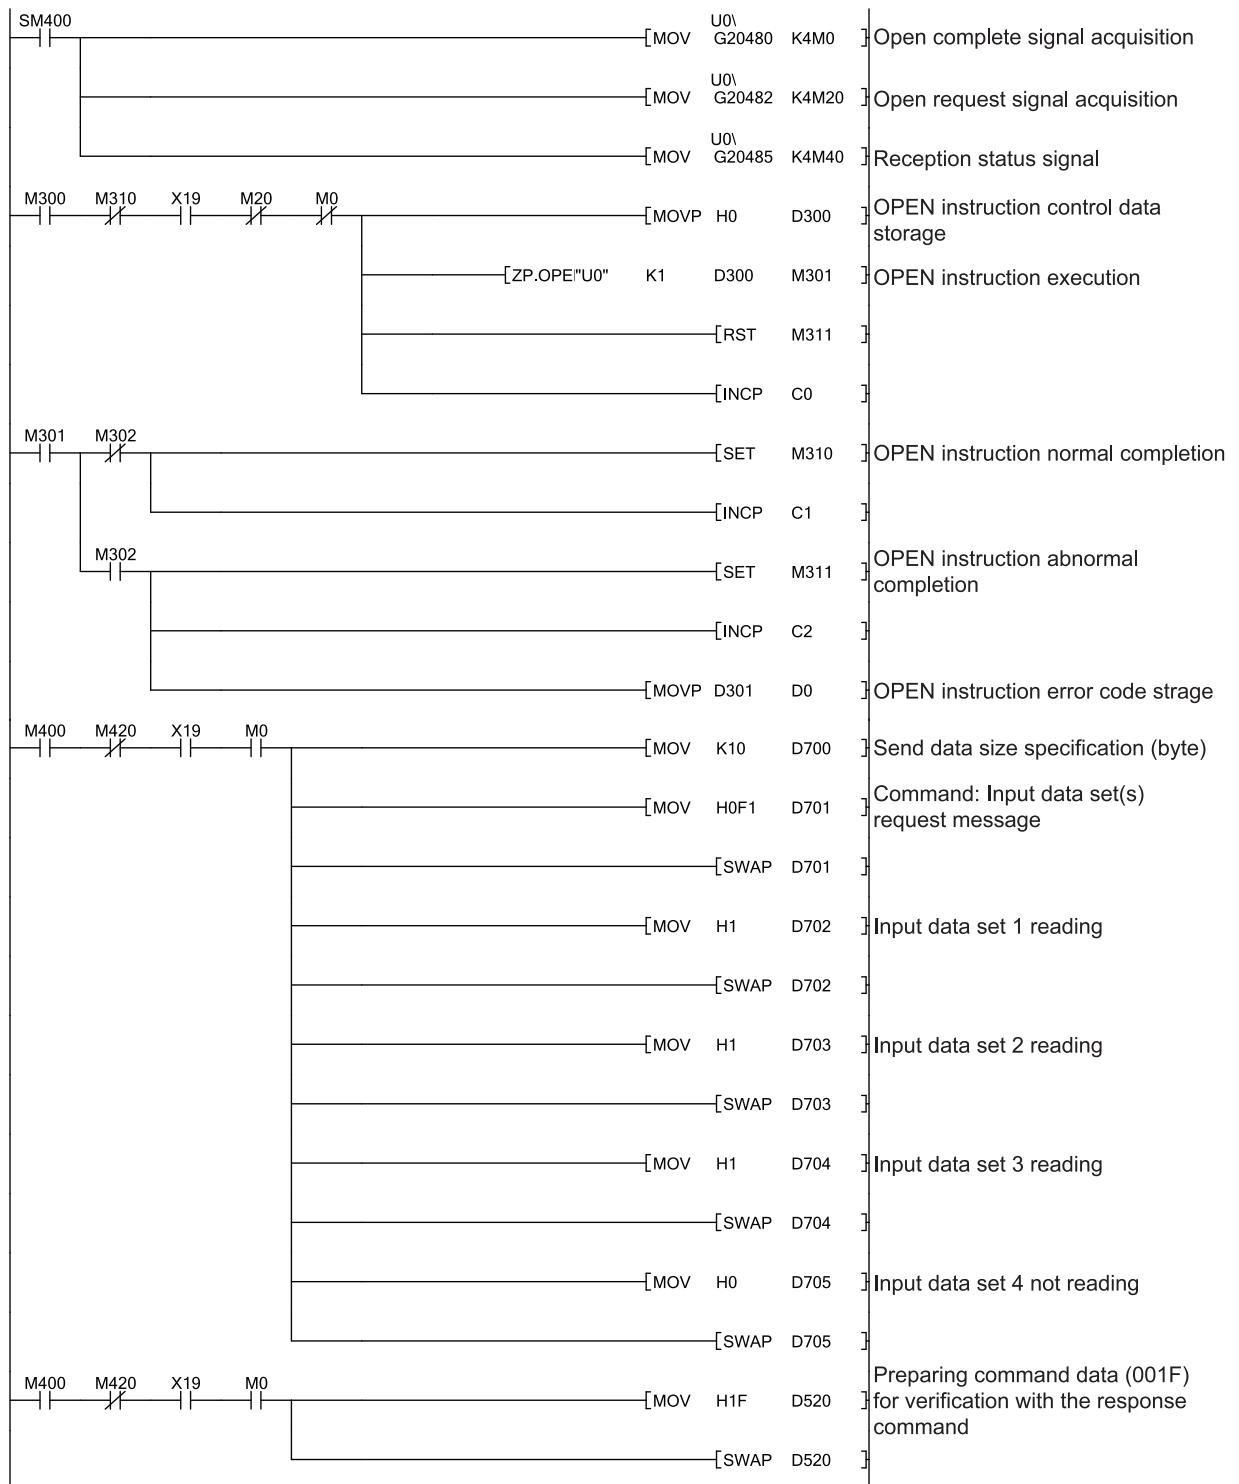 SM400
U0\
[MOV G20480 K4M0 ] Open complete signal acquisition
U0\
[MOV G20482 K4M20 ] Open request signal acquisition
U0\
[MOV G20485 K4M40 ] Reception status signal
M300 M310 X19 M20 M0
[MOVP H0 D300 ] OPEN instruction control data
storage
[ZP.OPE "U0" K1 D300 M301 ] OPEN instruction execution
[RST M311 ]
[INCP C0 ]
M301 M302
[SET M310 ] OPEN instruction normal completion
[INCP C1 ]
M302
[SET M311 ] OPEN instruction abnormal
completion
[INCP C2 ]
[MOVP D301 D0 ] OPEN instruction error code strage
M400 M420 X19 M0
[MOV K10 D700 ] Send data size specification (byte)
[MOV H0F1 D701 ] Command: Input data set(s)
request message
[SWAP D701 ]
[MOV H1 D702 ] Input data set 1 reading
[SWAP D702 ]
[MOV H1 D703 ] Input data set 2 reading
[SWAP D703 ]
[MOV H1 D704 ] Input data set 3 reading
[SWAP D704 ]
[MOV H0 D705 ] Input data set 4 not reading
[SWAP D705 ]
M400 M420 X19 M0
[MOV H1F D520 ] Preparing command data (001F)
for verification with the response
command
[SWAP D520 ]